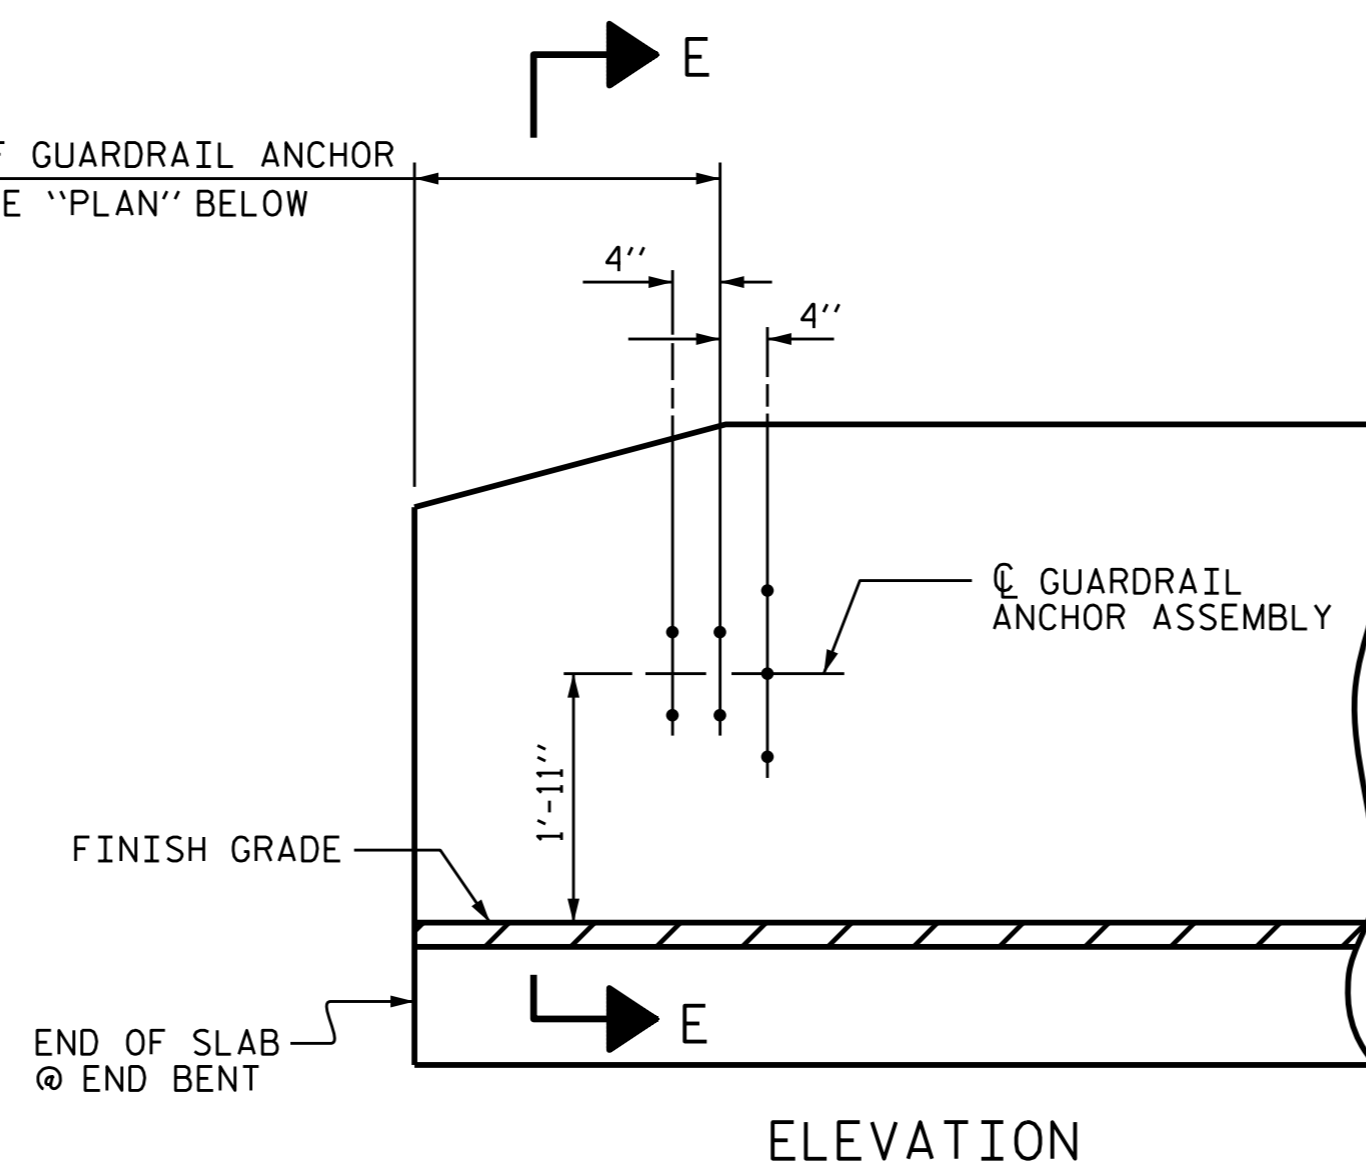 E
GUARDRAIL ANCHOR
"PLAN" BELOW
4"
4"
℄ GUARDRAIL
ANCHOR ASSEMBLY
1'-11"
FINISH GRADE
E
END OF SLAB
@ END BENT
ELEVATION